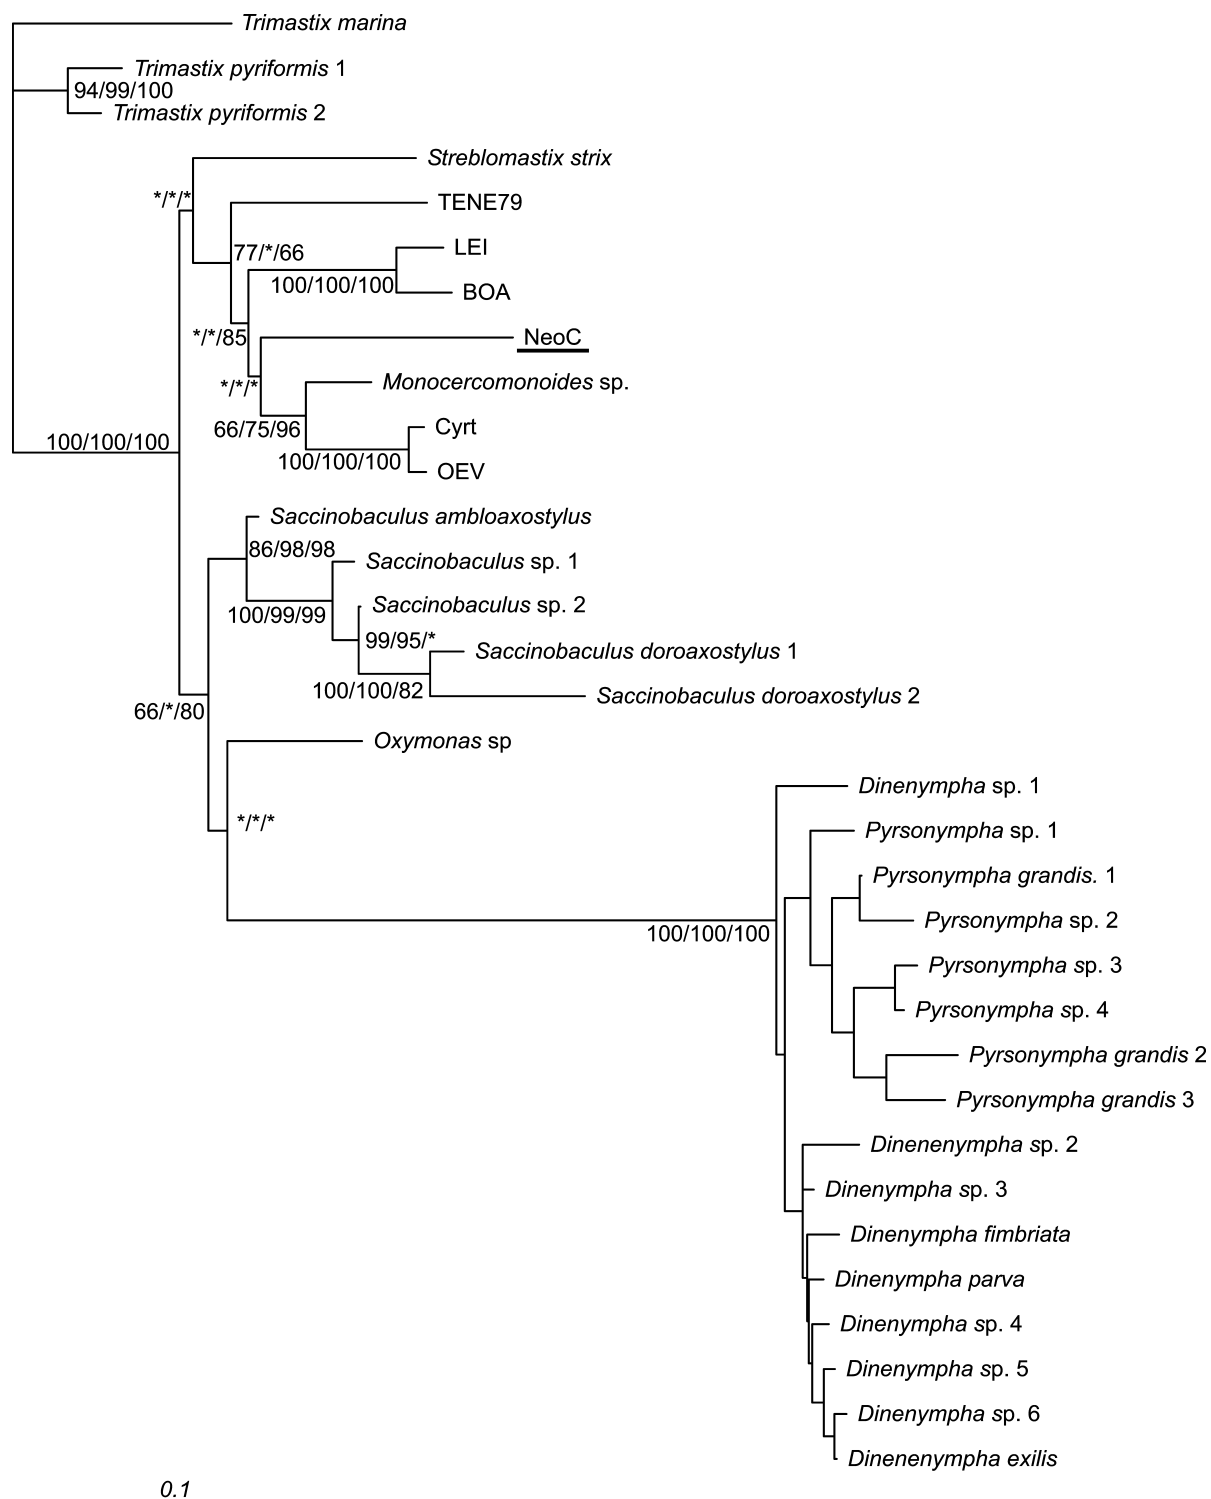 Trimastix marina
Trimastix pyriformis 1
94/99/100
Trimastix pyriformis 2
Streblomastix strix
*/*/*
TENE79
77/*/66
LEI
100/100/100
BOA
*/*/85
NeoC
*/*/*
Monocercomonoides sp.
66/75/96
Cyrt
100/100/100
100/100/100
OEV
Saccinobaculus ambloaxostylus
86/98/98
Saccinobaculus sp. 1
Saccinobaculus sp. 2
100/99/99
99/95/*
Saccinobaculus doroaxostylus 1
100/100/82
Saccinobaculus doroaxostylus 2
66/*/80
Oxymonas sp
Dinenympha sp. 1
*/*/*
Pyrsonympha sp. 1
Pyrsonympha grandis. 1
Pyrsonympha sp. 2
100/100/100
Pyrsonympha sp. 3
Pyrsonympha sp. 4
Pyrsonympha grandis 2
Pyrsonympha grandis 3
Dinenenympha sp. 2
Dinenympha sp. 3
Dinenympha fimbriata
Dinenympha parva
Dinenympha sp. 4
Dinenympha sp. 5
Dinenympha sp. 6
Dinenenympha exilis
0.1